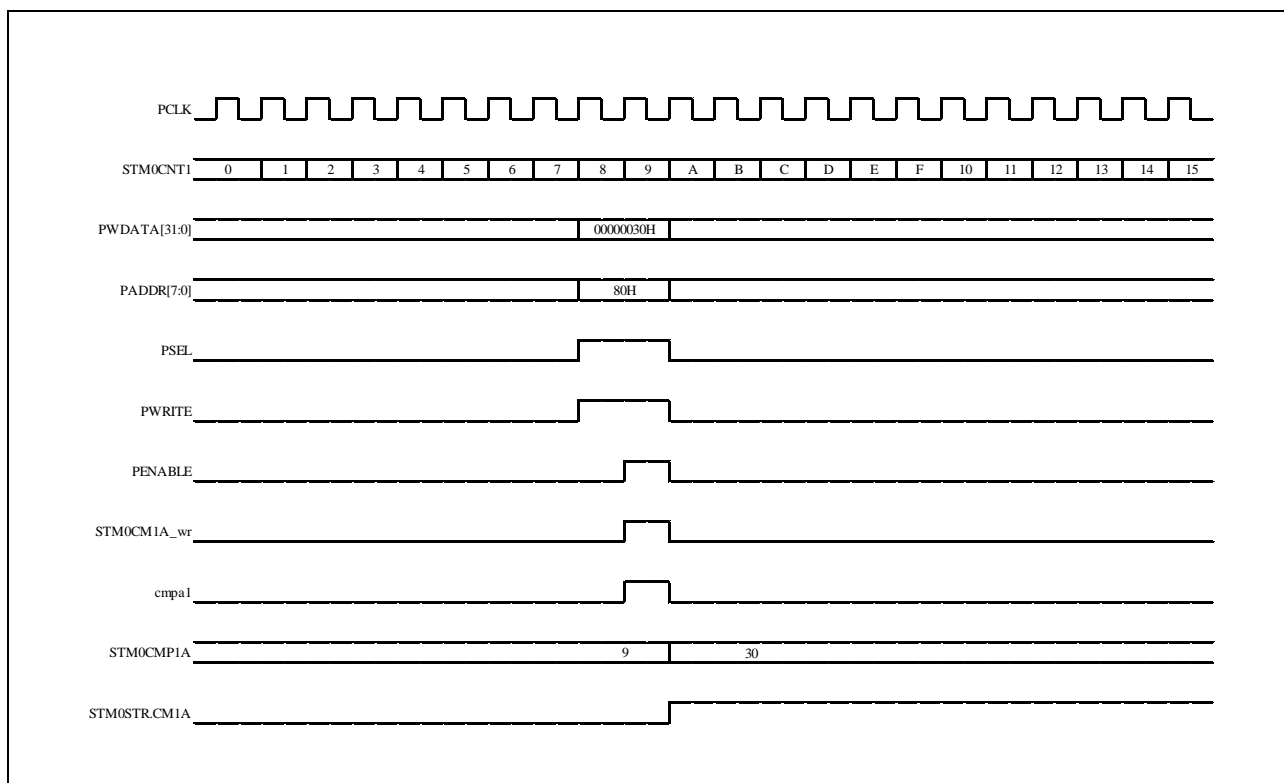 PCLK
STM0CNT1 0 1 2 3 4 5 6 7 8 9 A B C D E F 10 11 12 13 14 15
PWDATA[31:0] 00000030H
PADDR[7:0] 80H
PSEL
PWRITE
PENABLE
STM0CM1A_wr
cmpa1
STM0CMP1A 9 30
STM0STR.CM1A